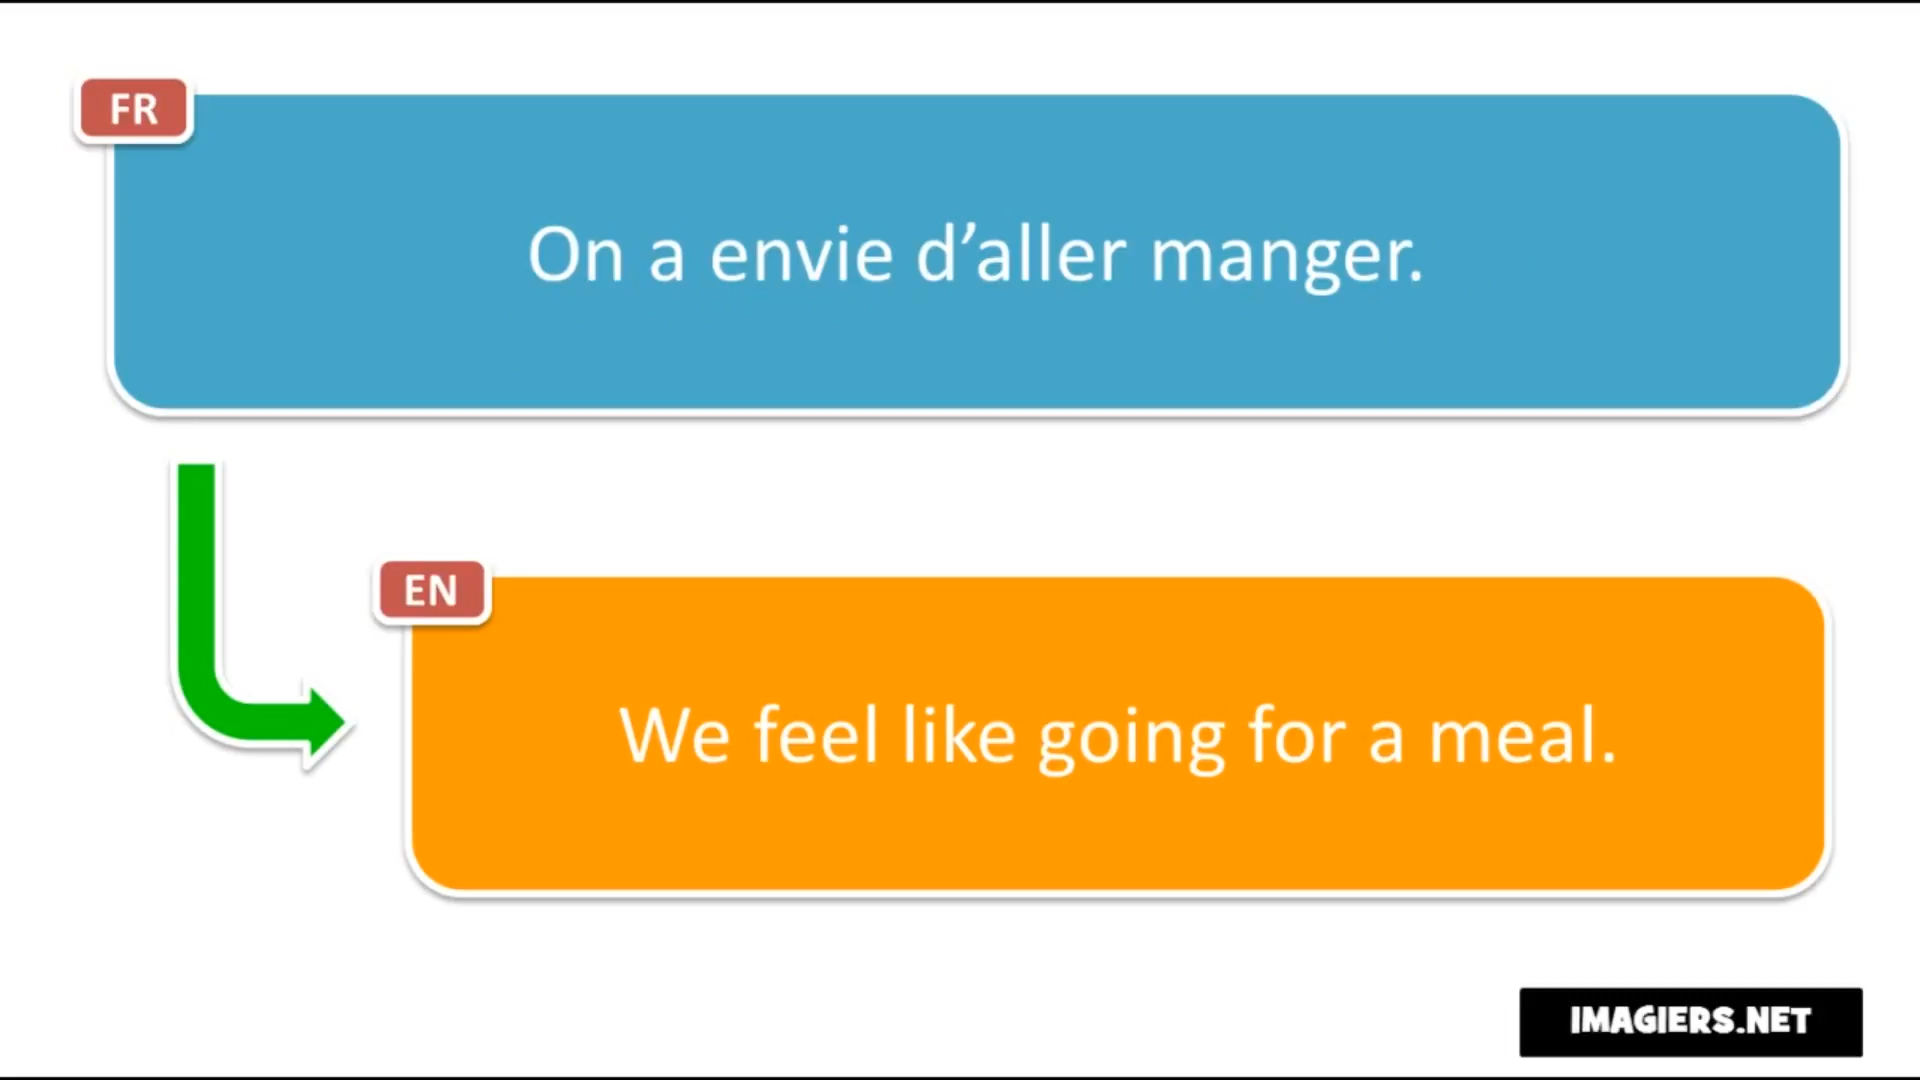 FR
On a envie d’aller manger.
EN
We feel like going for a meal.
IMAGIERS.NET